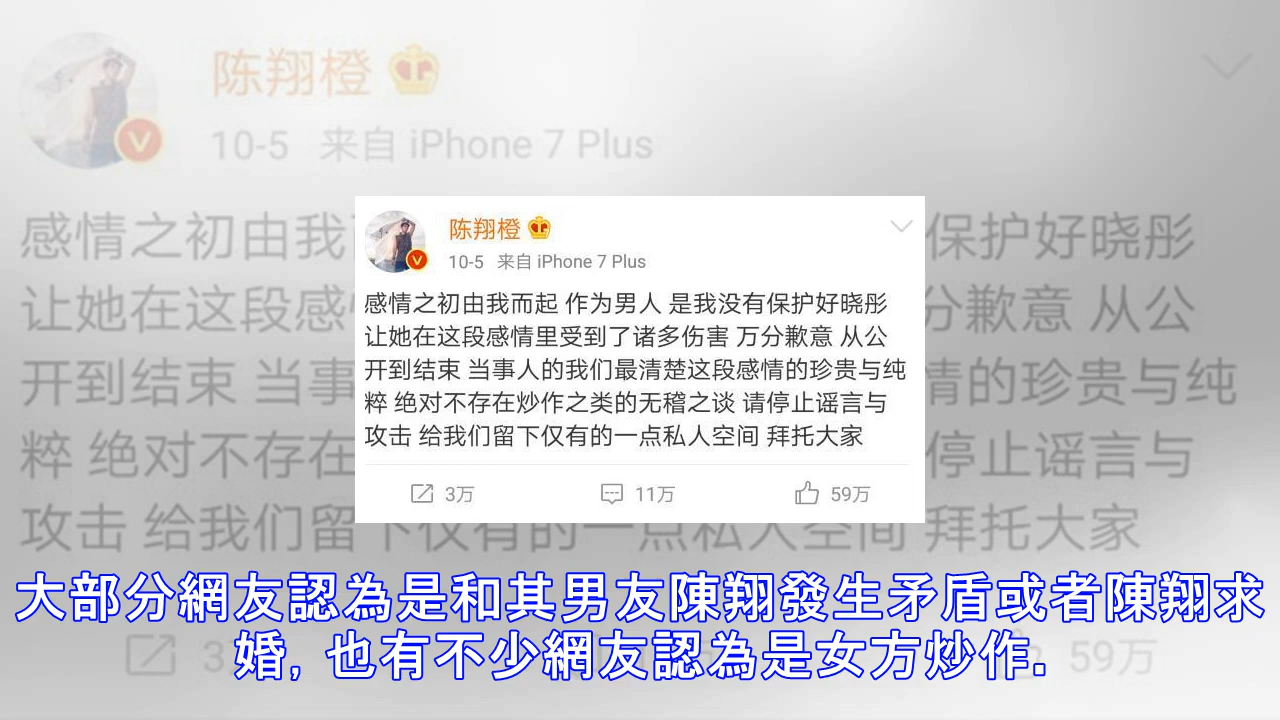 陈翔橙
10-5 来自 iPhone 7 Plus
感情之初由我而起 作为男人 是我没有保护好晓彤
让她在这段感情里受到了诸多伤害 万分歉意 从公
开到结束 当事人的我们最清楚这段感情的珍贵与纯
粹 绝对不存在炒作之类的无稽之谈 请停止谣言与
攻击 给我们留下仅有的一点私人空间 拜托大家
3万 11万 59万
大部分網友認為是和其男友陳翔發生矛盾或者陳翔求
婚, 也有不少網友認為是女方炒作.